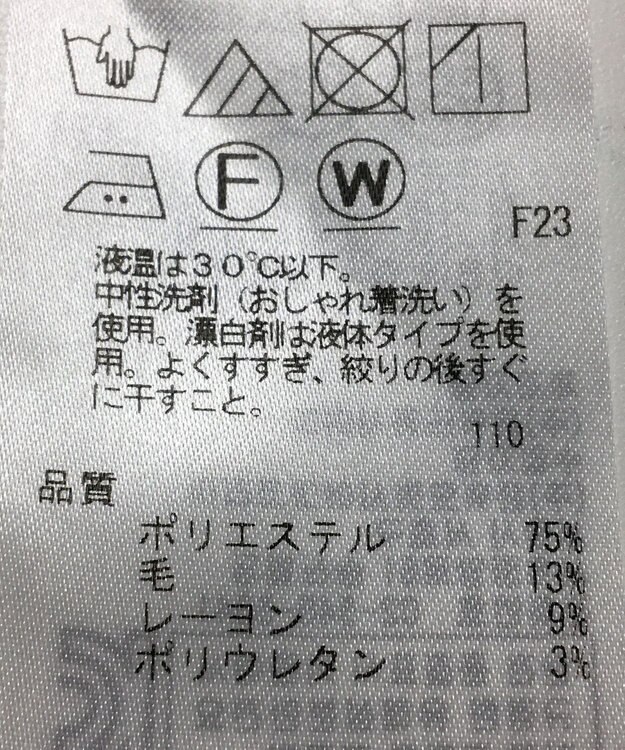 F W
F23
液温は30℃以下。
中性洗剤（おしゃれ着洗い）を
使用。漂白剤は液体タイプを使
用。よくすすぎ、絞りの後すぐ
に干すこと。
110
品質
ポリエステル 75%
毛 13%
レーヨン 9%
ポリウレタン 3%